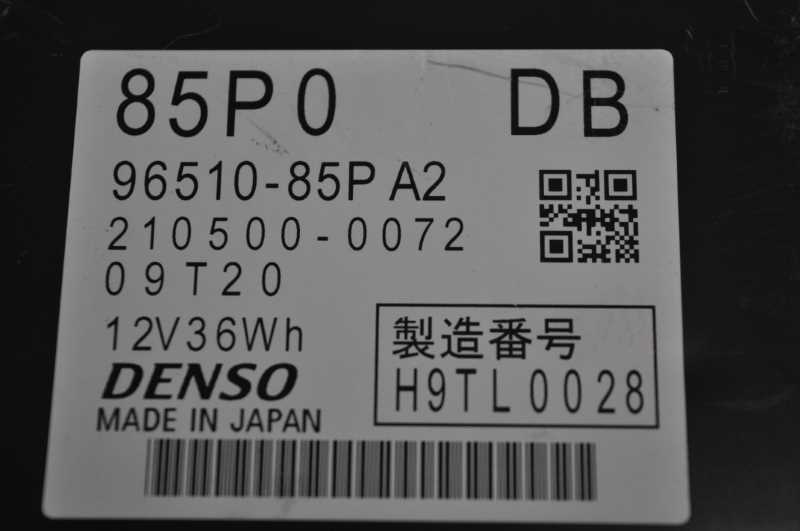 85P0 DB
96510-85P A2
210500-0072
09T20
12V36Wh
製造番号
DENSO
H9TL0028
MADE IN JAPAN